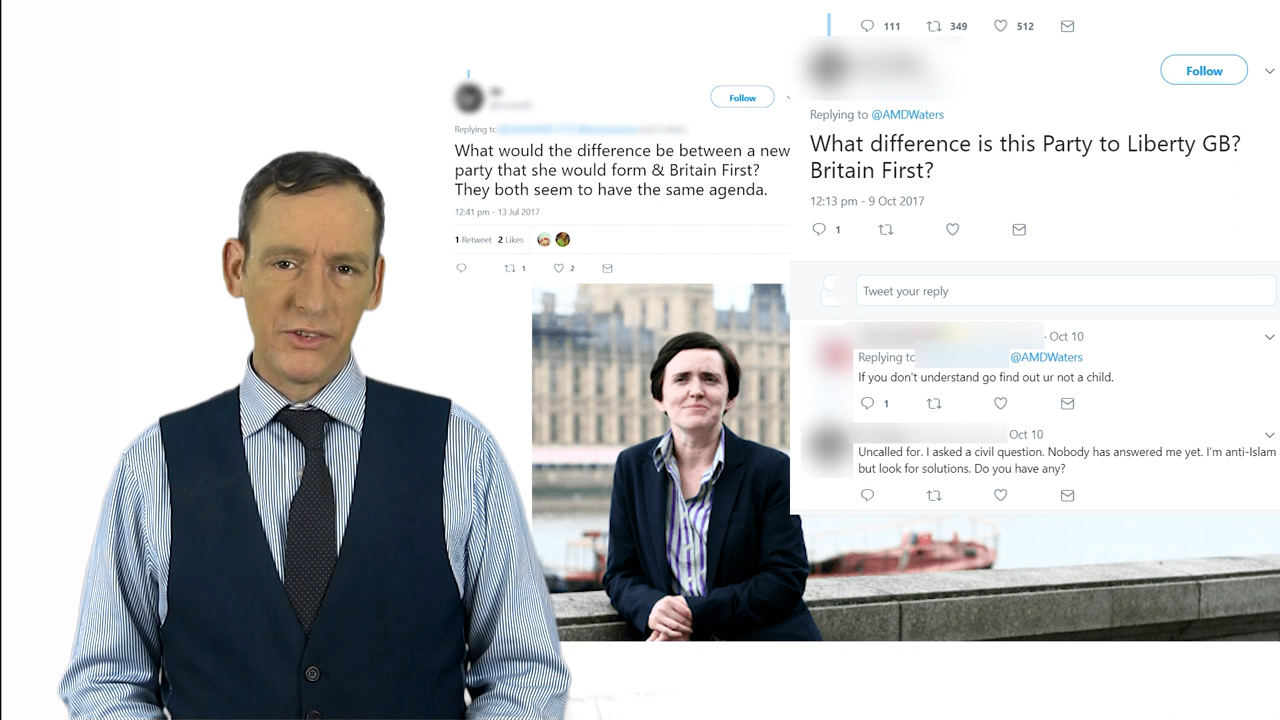 Follow
Replying to
What would the difference be between a new
party that she would form & Britain First?
They both seem to have the same agenda.
12:41 pm - 13 Jul 2017
1 Retweet 2 Likes
1 2
111 349 512
Follow
Replying to @AMDWaters
What difference is this Party to Liberty GB?
Britain First?
12:13 pm - 9 Oct 2017
1
Tweet your reply
· Oct 10
Replying to @AMDWaters
If you don't understand go find out ur not a child.
1
Oct 10
Uncalled for. I asked a civil question. Nobody has answered me yet. I'm anti-Islam
but look for solutions. Do you have any?